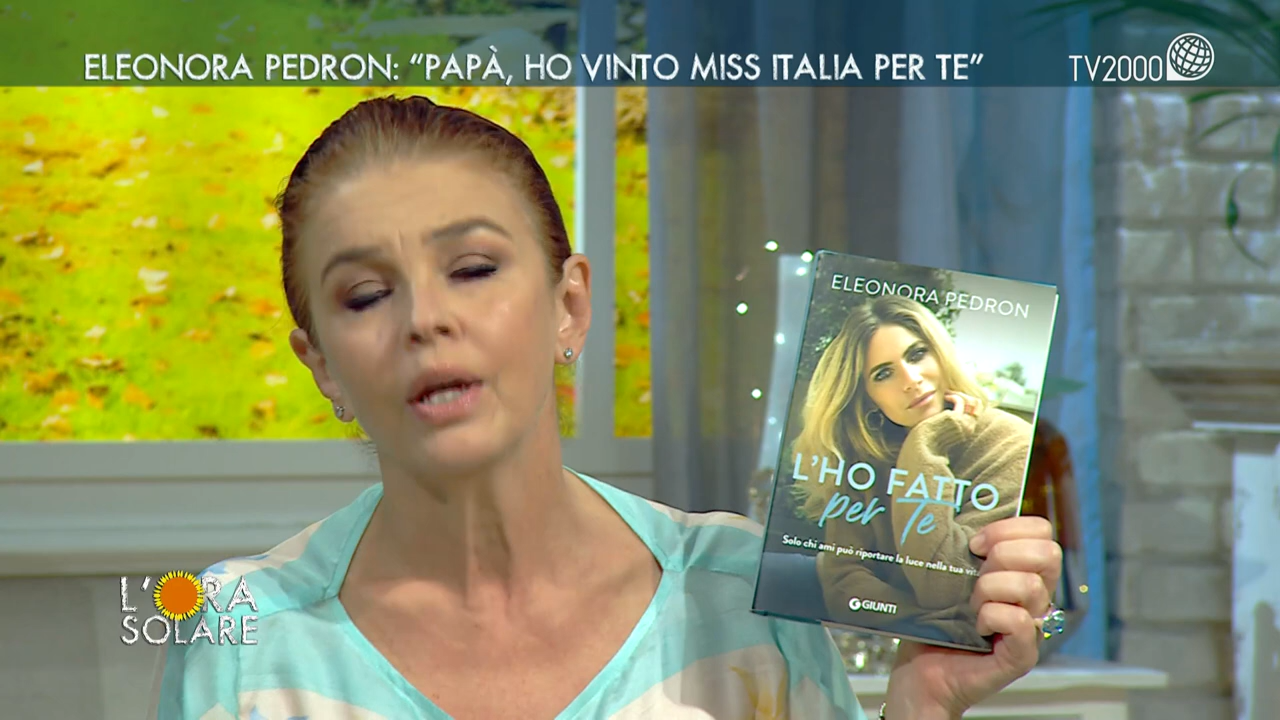 ELEONORA PEDRON: “PAPÀ, HO VINTO MISS ITALIA PER TE”
TV2000
ELEONORA PEDRON
L'HO FATTO
per Te
Solo chi ami può riportare la luce nella tua vita
GIUNTI
L'ORA
SOLARE